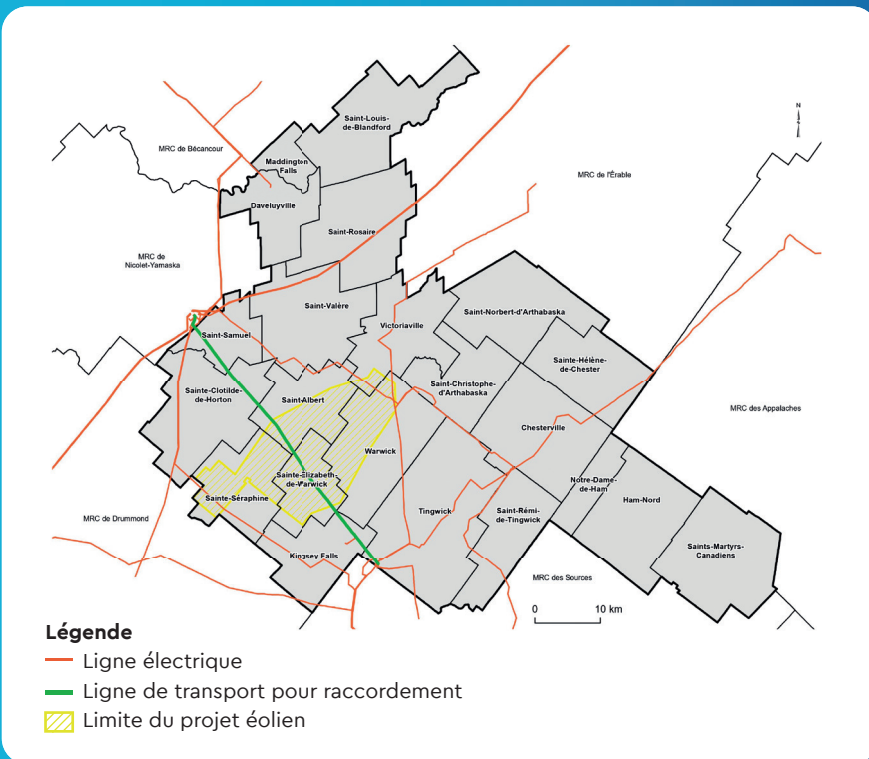 Saint-Louis-
de-Blandford
N
MRC de Bécancour
Maddington
Falls
MRC de l'Érable
Daveluyville
Saint-Rosaire
MRC de
Nicolet-Yamaska
Saint-Valère
Saint-Norbert-d'Arthabaska
Victoriaville
Saint-Samuel
Sainte-Hélène-
de-Chester
Saint-Christophe-
d'Arthabaska
Sainte-Clotilde-
de-Horton
Saint-Albert
MRC des Appalaches
Chesterville
Warwick
Sainte-Élizabeth-
de-Warwick
Notre-Dame-
de-Ham
Sainte-Séraphine
Ham-Nord
Tingwick
Saint-Rémi-
de-Tingwick
MRC de Drummond
Saints-Martyrs-
Canadiens
Kingsey Falls
MRC des Sources
0 10 km
Légende
Ligne électrique
Ligne de transport pour raccordement
Limite du projet éolien